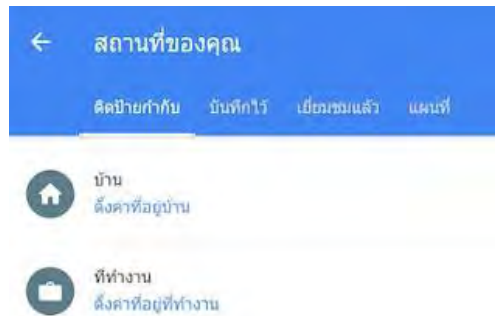 สถานที่ของคุณ
ติดป้ายกำกับ บันทึกไว้ เยี่ยมชมแล้ว แผนที่
บ้าน
ตั้งค่าที่อยู่บ้าน
ที่ทำงาน
ตั้งค่าที่อยู่ที่ทำงาน